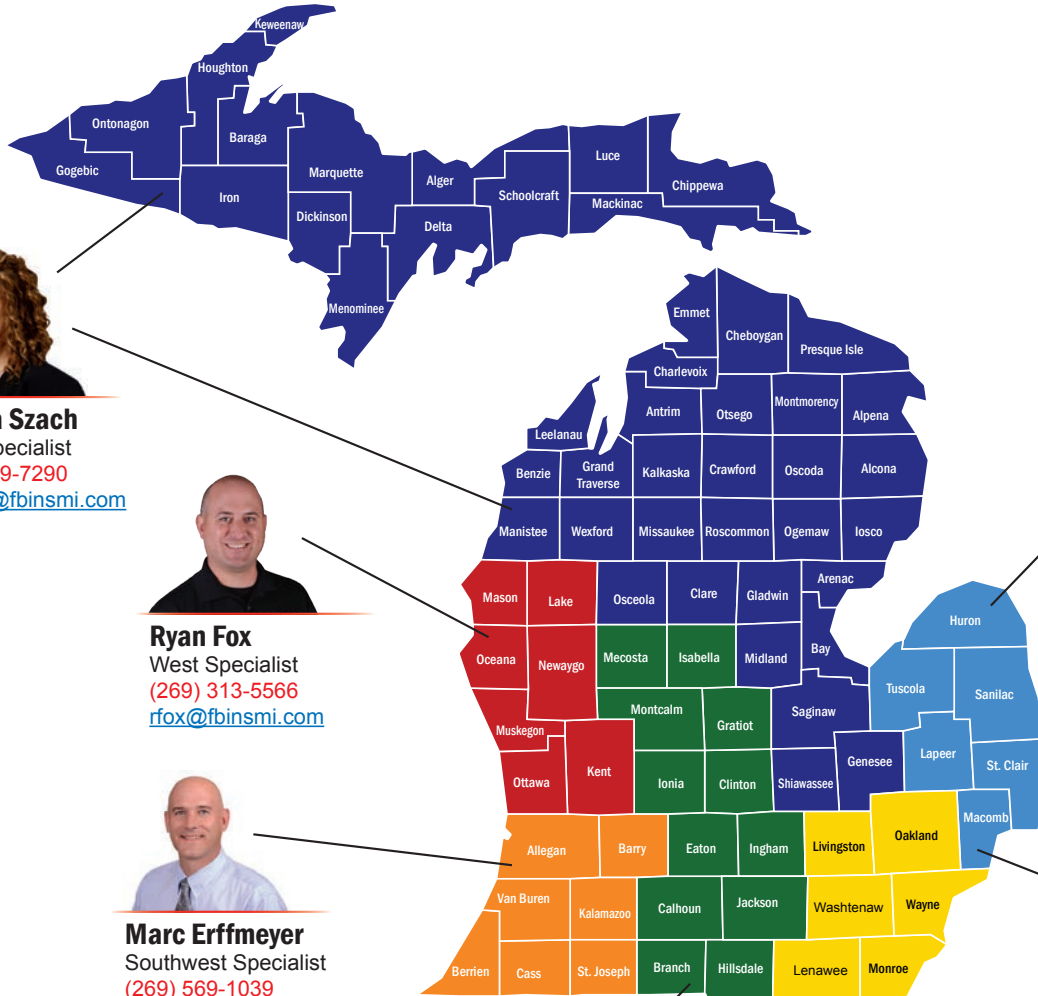 Keweenaw
Houghton
Ontonagon
Baraga
Gogebic
Iron
Marquette
Dickinson
Menominee
Alger
Delta
Schoolcraft
Luce
Mackinac
Chippewa
Emmet
Cheboygan
Presque Isle
Charlevoix
Antrim
Otsego
Montmorency
Alpena
Leelanau
Benzie
Grand
Traverse
Kalkaska
Crawford
Oscoda
Alcona
Manistee
Wexford
Missaukee
Roscommon
Ogemaw
Iosco
Mason
Lake
Osceola
Clare
Gladwin
Arenac
Oceana
Newaygo
Mecosta
Isabella
Midland
Bay
Huron
Muskegon
Montcalm
Gratiot
Saginaw
Tuscola
Sanilac
Ottawa
Kent
Ionia
Clinton
Shiawassee
Genesee
Lapeer
St. Clair
Allegan
Barry
Eaton
Ingham
Livingston
Oakland
Macomb
Van Buren
Kalamazoo
Calhoun
Jackson
Washtenaw
Wayne
Berrien
Cass
St. Joseph
Branch
Hillsdale
Lenawee
Monroe
Szach
9-7290
@fbinsmi.com
Ryan Fox
West Specialist
(269) 313-5566
rfox@fbinsmi.com
Marc Erffmeyer
Southwest Specialist
(269) 569-1039